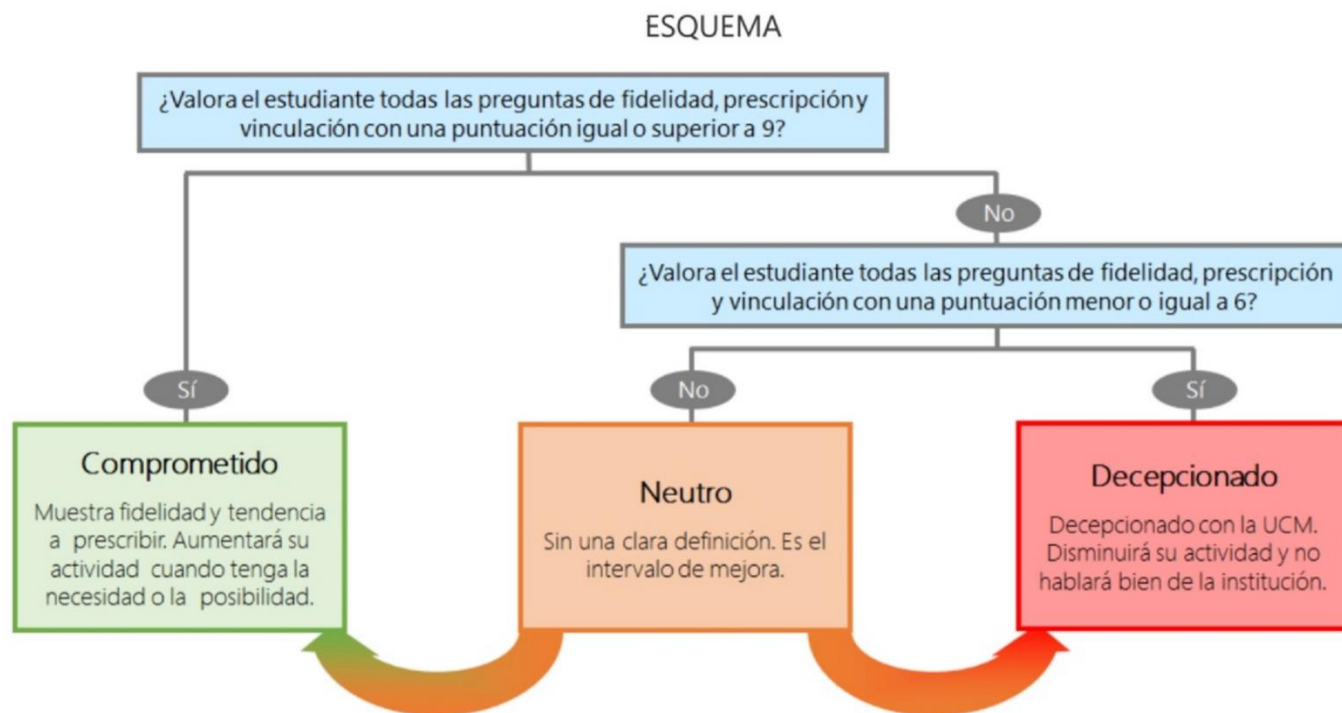 ESQUEMA
¿Valora el estudiante todas las preguntas de fidelidad, prescripción y
vinculación con una puntuación igual o superior a 9?
No
¿Valora el estudiante todas las preguntas de fidelidad, prescripción
y vinculación con una puntuación menor o igual a 6?
Sí
No
Sí
Comprometido
Muestra fidelidad y tendencia
a prescribir. Aumentará su
actividad cuando tenga la
necesidad o la posibilidad.
Neutro
Sin una clara definición. Es el
intervalo de mejora.
Decepcionado
Decepcionado con la UCM.
Disminuirá su actividad y no
hablará bien de la institución.